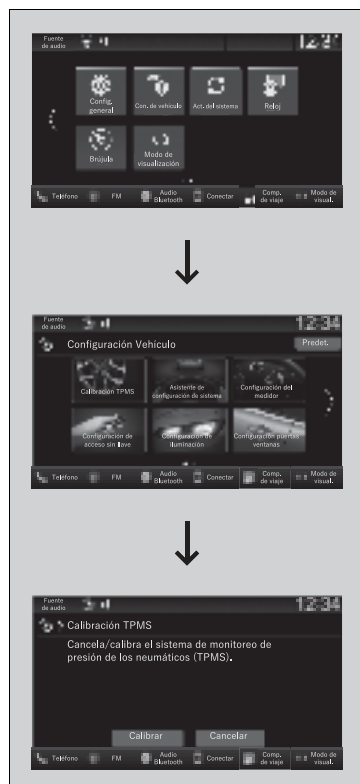 Fuente
de audio
12:34
Config.
general
Con. de vehículo
Act. del sistema
Reloj
Brújula
Modo de
visualización
Teléfono
FM
Audio
Bluetooth
Conectar
Comp.
de viaje
Modo de
visual.
Fuente
de audio
12:34
Configuración Vehículo
Predet.
Calibración TPMS
Asistente de
configuración de sistema
Configuración del
medidor
Configuración de
acceso sin llave
Configuración de
iluminación
Configuración puertas
ventanas
Teléfono
FM
Audio
Bluetooth
Conectar
Comp.
de viaje
Modo de
visual.
Fuente
de audio
12:34
Calibración TPMS
Cancela/calibra el sistema de monitoreo de
presión de los neumáticos (TPMS).
Calibrar
Cancelar
Teléfono
FM
Audio
Bluetooth
Conectar
Comp.
de viaje
Modo de
visual.